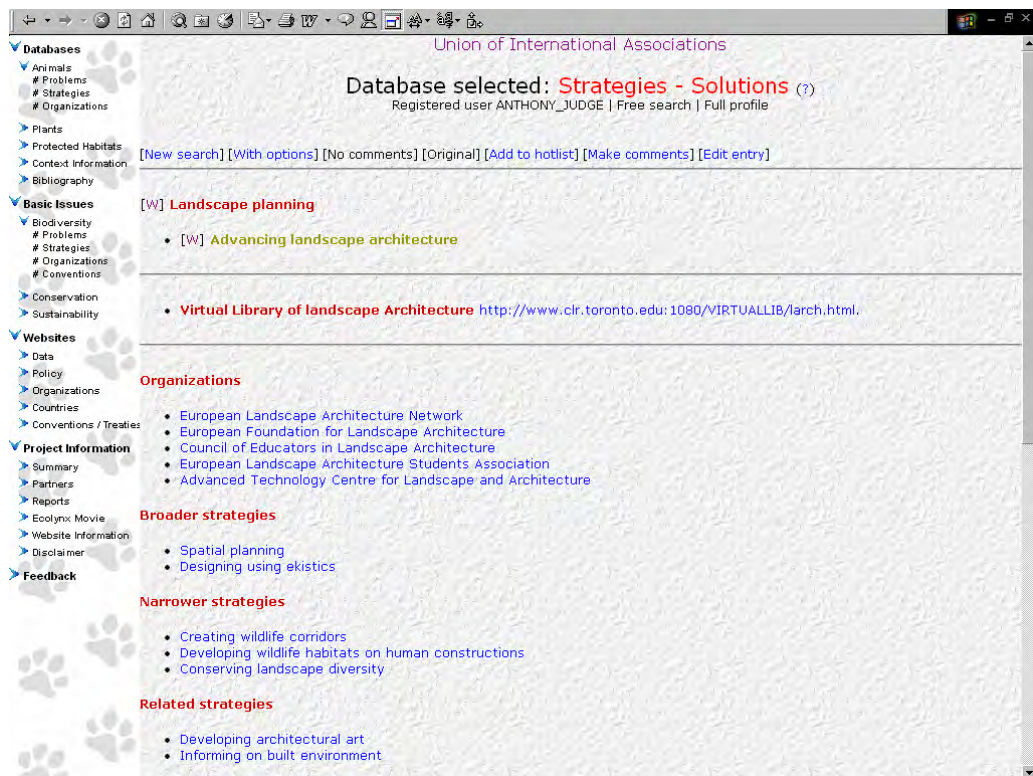 Databases
Animals
# Problems
# Strategies
# Organizations
Plants
Protected Habitats
Context Information
Bibliography
Basic Issues
Biodiversity
# Problems
# Strategies
# Organizations
# Conventions
Conservation
Sustainability
Websites
Data
Policy
Organizations
Countries
Conventions / Treaties
Project Information
Summary
Partners
Reports
Ecolynx Movie
Website Information
Disclaimer
Feedback
Union of International Associations
Database selected: Strategies - Solutions (?)
Registered user ANTHONY_JUDGE | Free search | Full profile
[New search] [With options] [No comments] [Original] [Add to hotlist] [Make comments] [Edit entry]
[W] Landscape planning
[W] Advancing landscape architecture
Virtual Library of landscape Architecture http://www.clr.toronto.edu:1080/VIRTUALLIB/larch.html.
Organizations
European Landscape Architecture Network
European Foundation for Landscape Architecture
Council of Educators in Landscape Architecture
European Landscape Architecture Students Association
Advanced Technology Centre for Landscape and Architecture
Broader strategies
Spatial planning
Designing using ekistics
Narrower strategies
Creating wildlife corridors
Developing wildlife habitats on human constructions
Conserving landscape diversity
Related strategies
Developing architectural art
Informing on built environment